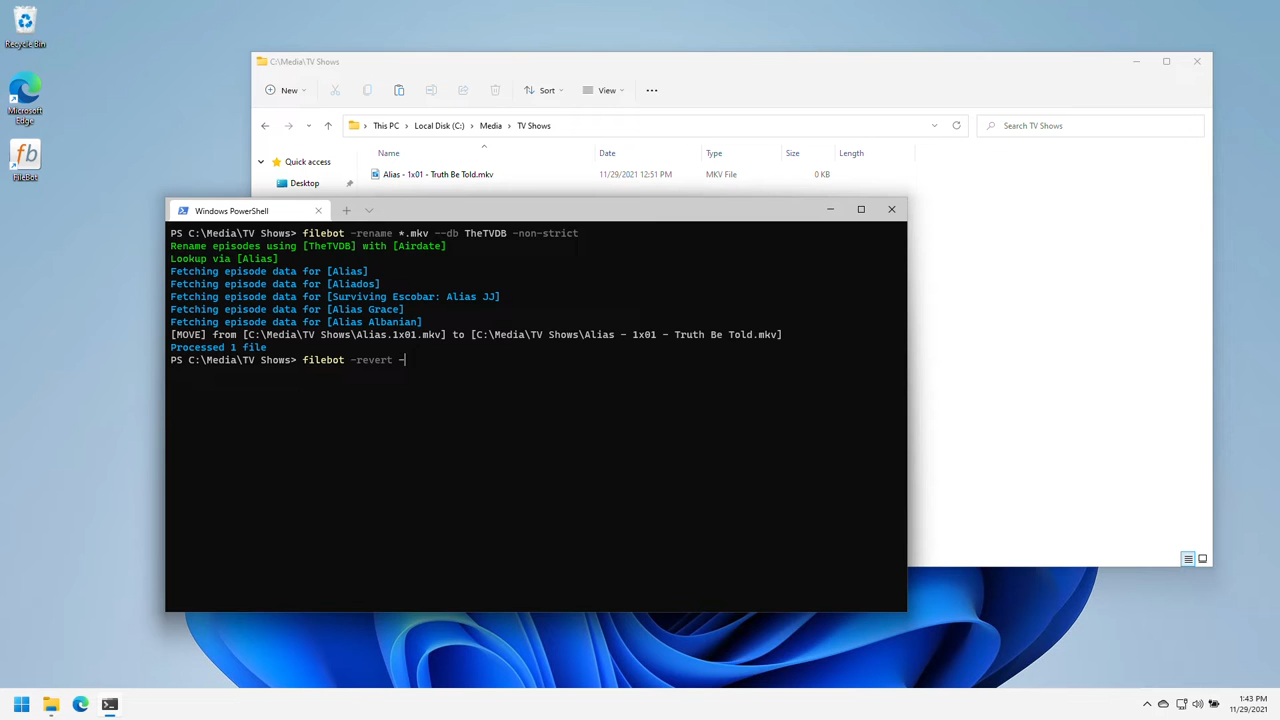 Recycle Bin
Microsoft
Edge
fb
FileBot
C:\Media\TV Shows
New
Sort
View
This PC > Local Disk (C:) > Media > TV Shows
Search TV Shows
Name
Date
Type
Size
Length
Quick access
Desktop
Alias - 1x01 - Truth Be Told.mkv
11/29/2021 12:51 PM
MKV File
0 KB
Windows PowerShell
PS C:\Media\TV Shows> filebot -rename *.mkv --db TheTVDB -non-strict
Rename episodes using [TheTVDB] with [Airdate]
Lookup via [Alias]
Fetching episode data for [Alias]
Fetching episode data for [Aliados]
Fetching episode data for [Surviving Escobar: Alias JJ]
Fetching episode data for [Alias Grace]
Fetching episode data for [Alias Albanian]
[MOVE] from [C:\Media\TV Shows\Alias.1x01.mkv] to [C:\Media\TV Shows\Alias - 1x01 - Truth Be Told.mkv]
Processed 1 file
PS C:\Media\TV Shows> filebot -revert -
1:43 PM
11/29/2021